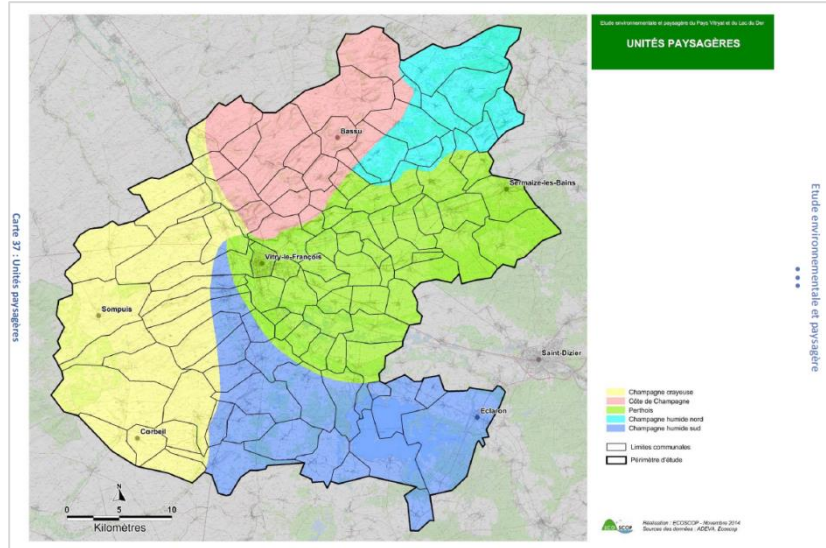 Carte 37 : Unités paysagères
Etude environnementale et paysagère du Pays Vitryat et du Lac du Der
UNITÉS PAYSAGÈRES
Bassu
Sermaize-les-Bains
Vitry-le-François
Sompuis
Saint-Dizier
Eclaron
Corbeil
N
0 5 10
Kilomètres
Champagne crayeuse
Côte de Champagne
Perthois
Champagne humide nord
Champagne humide sud
Limites communales
Périmètre d'étude
ECO SCOP
Réalisation : ECOSCOP - Novembre 2014
Sources des données : ADEVA, Ecoscop
Etude environnementale et paysagère